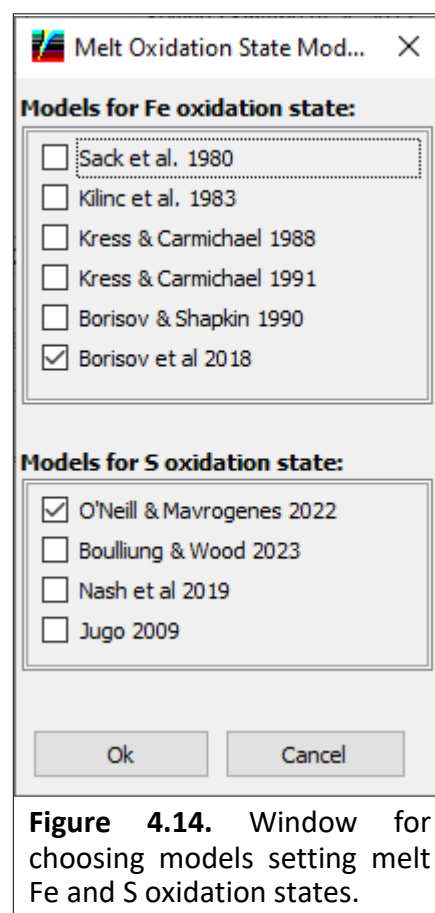 Melt Oxidation State Mod...
Models for Fe oxidation state:
Sack et al. 1980
Kilinc et al. 1983
Kress & Carmichael 1988
Kress & Carmichael 1991
Borisov & Shapkin 1990
Borisov et al 2018
Models for S oxidation state:
O'Neill & Mavrogenes 2022
Boulliung & Wood 2023
Nash et al 2019
Jugo 2009
Ok Cancel
Figure 4.14. Window for
choosing models setting melt
Fe and S oxidation states.